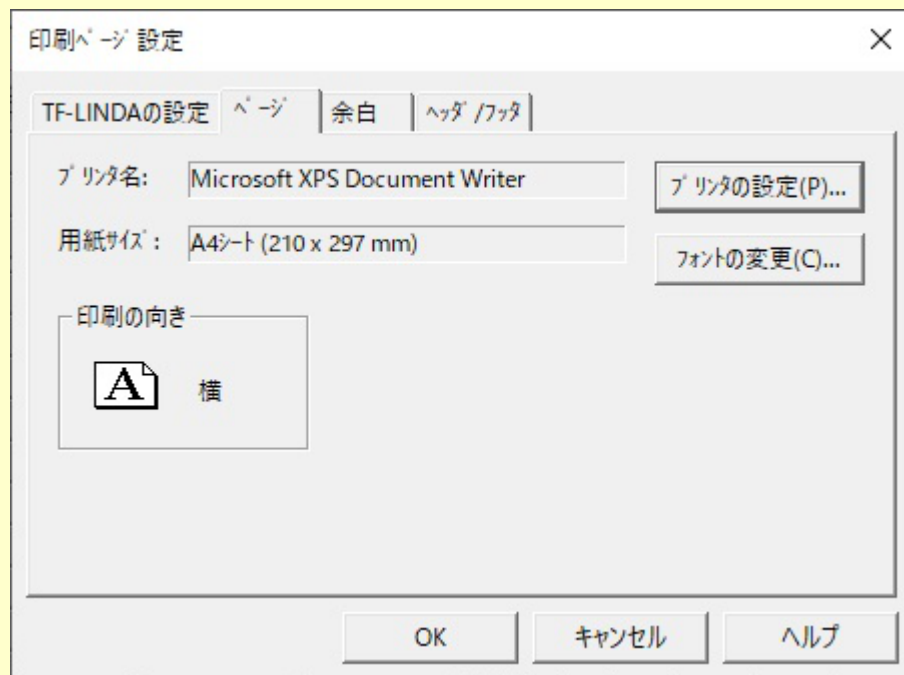 印刷ﾍﾟｰｼﾞ設定
TF-LINDAの設定 ﾍﾟｰｼﾞ 余白 ﾍｯﾀﾞ/ﾌｯﾀ
ﾌﾟﾘﾝﾀ名: Microsoft XPS Document Writer ﾌﾟﾘﾝﾀの設定(P)...
用紙ｻｲｽﾞ: A4ｼｰﾄ (210 x 297 mm) ﾌｫﾝﾄの変更(C)...
印刷の向き
A 横
OK キャンセル ヘルプ